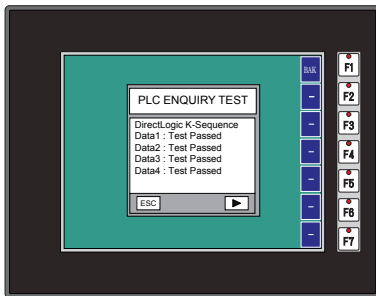 PLC ENQUIRY TEST
DirectLogic K-Sequence
Data1 : Test Passed
Data2 : Test Passed
Data3 : Test Passed
Data4 : Test Passed
ESC
BAK
F1
F2
F3
F4
F5
F6
F7